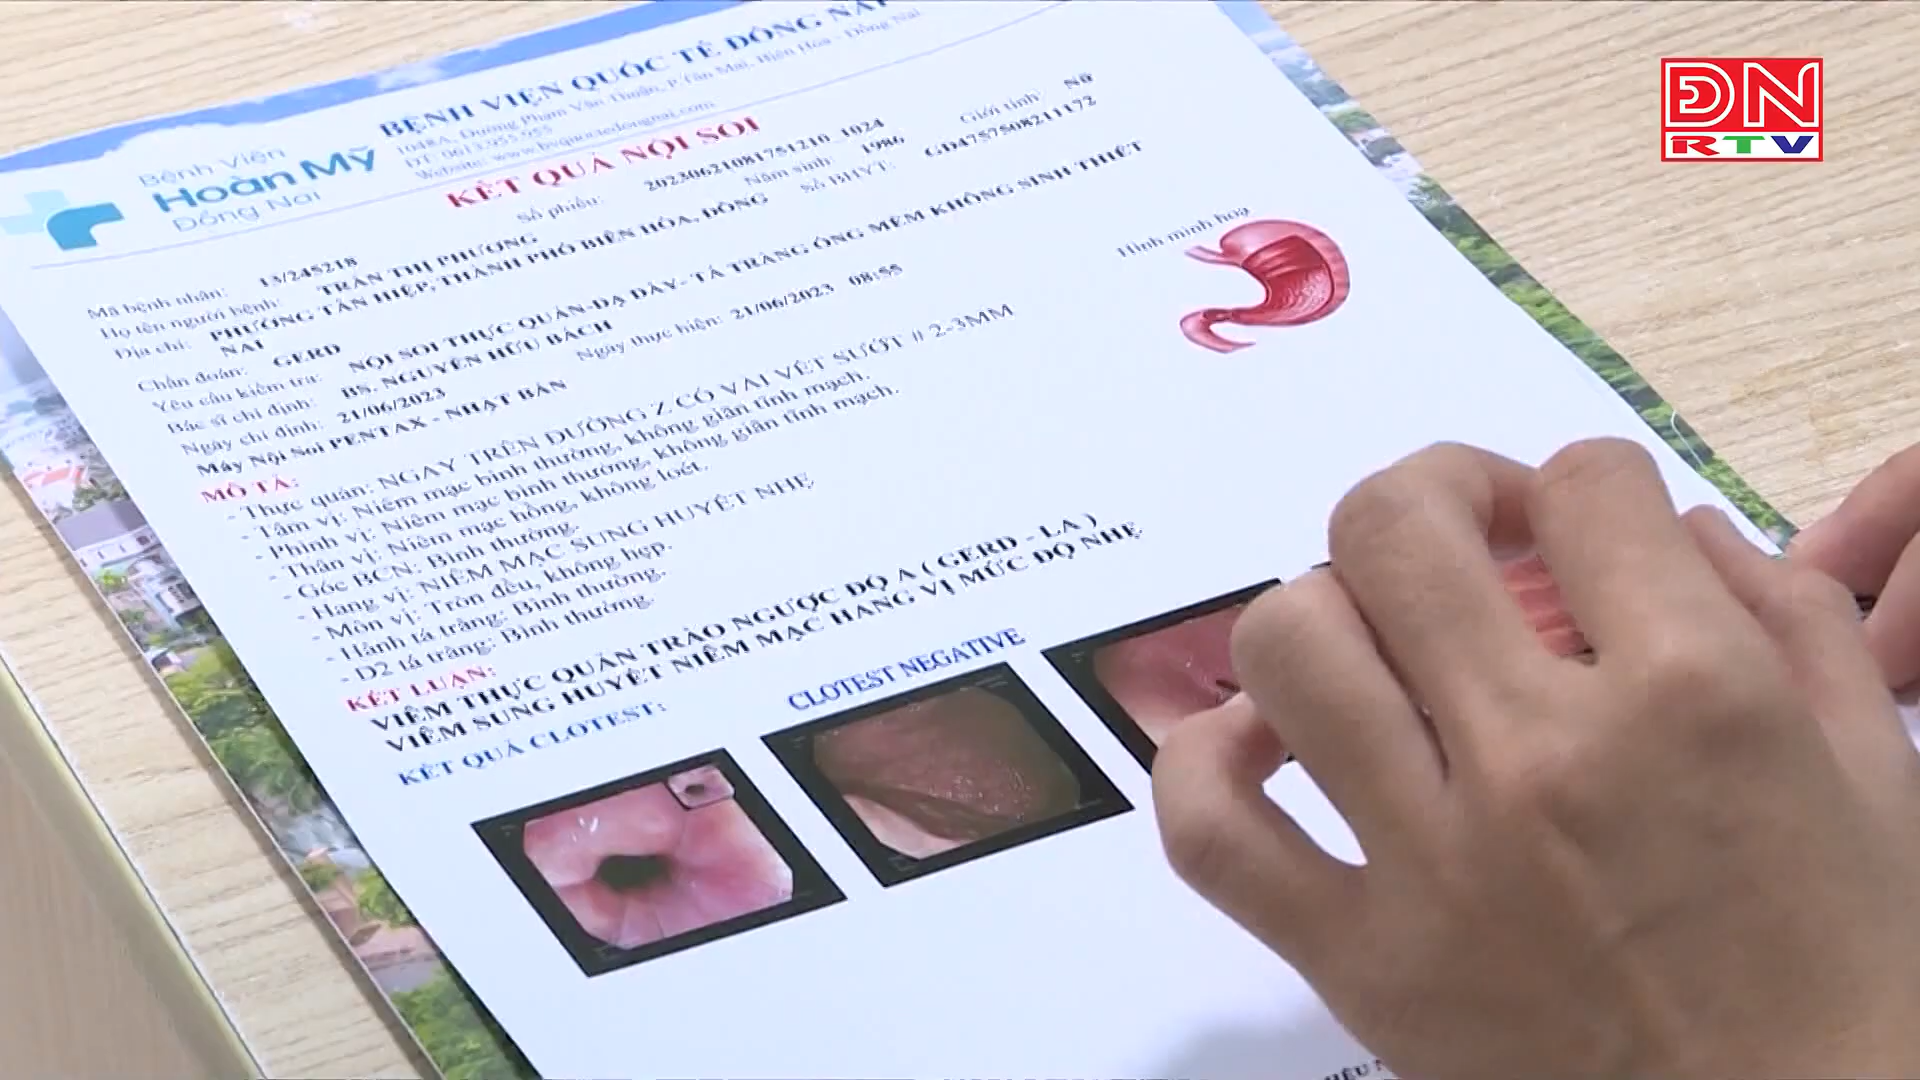 BỆNH VIỆN QUỐC TẾ ĐỒNG NAI
1048A, Đường Phạm Văn Thuận, P.Tân Mai, Biên Hòa - Đồng Nai
ĐT: 0613.955.955
Website: www.bvquoctedongnai.com
Bệnh Viện
Hoàn Mỹ
Đồng Nai
KẾT QUẢ NỘI SOI
Số phiếu: 20230621081751210_1024
Giới tính: Nữ
Mã bệnh nhân: 13/245218
Năm sinh: 1986
Họ tên người bệnh: TRẦN THỊ PHƯỢNG
Số BHYT: GD4757508211172
Địa chỉ: PHƯỜNG TÂN HIỆP, THÀNH PHỐ BIÊN HÒA, ĐỒNG
NAI
Chẩn đoán: GERD
Yêu cầu kiểm tra: NỘI SOI THỰC QUẢN-DẠ DÀY- TÁ TRÀNG ỐNG MỀM KHÔNG SINH THIẾT
Bác sĩ chỉ định: BS. NGUYỄN HỮU BÁCH
Ngày chỉ định: 21/06/2023
Ngày thực hiện: 21/06/2023 08:55
Máy Nội Soi PENTAX - NHẬT BẢN
Hình minh hoạ
MÔ TẢ:
- Thực quản: NGAY TRÊN ĐƯỜNG Z CÓ VÀI VẾT SƯỚT // 2-3MM
- Tâm vị: Niêm mạc bình thường, không giãn tĩnh mạch.
- Phình vị: Niêm mạc bình thường, không giãn tĩnh mạch.
- Thân vị: Niêm mạc hồng, không loét.
- Góc BCN: Bình thường.
- Hang vị: NIÊM MẠC SUNG HUYẾT NHẸ
- Môn vị: Tròn đều, không hẹp.
- Hành tá tràng: Bình thường.
- D2 tá tràng: Bình thường.
KẾT LUẬN:
VIÊM THỰC QUẢN TRÀO NGƯỢC ĐỘ A ( GERD - LA )
VIÊM SUNG HUYẾT NIÊM MẠC HANG VỊ MỨC ĐỘ NHẸ
KẾT QUẢ CLOTEST: CLOTEST NEGATIVE
ĐN
RTV